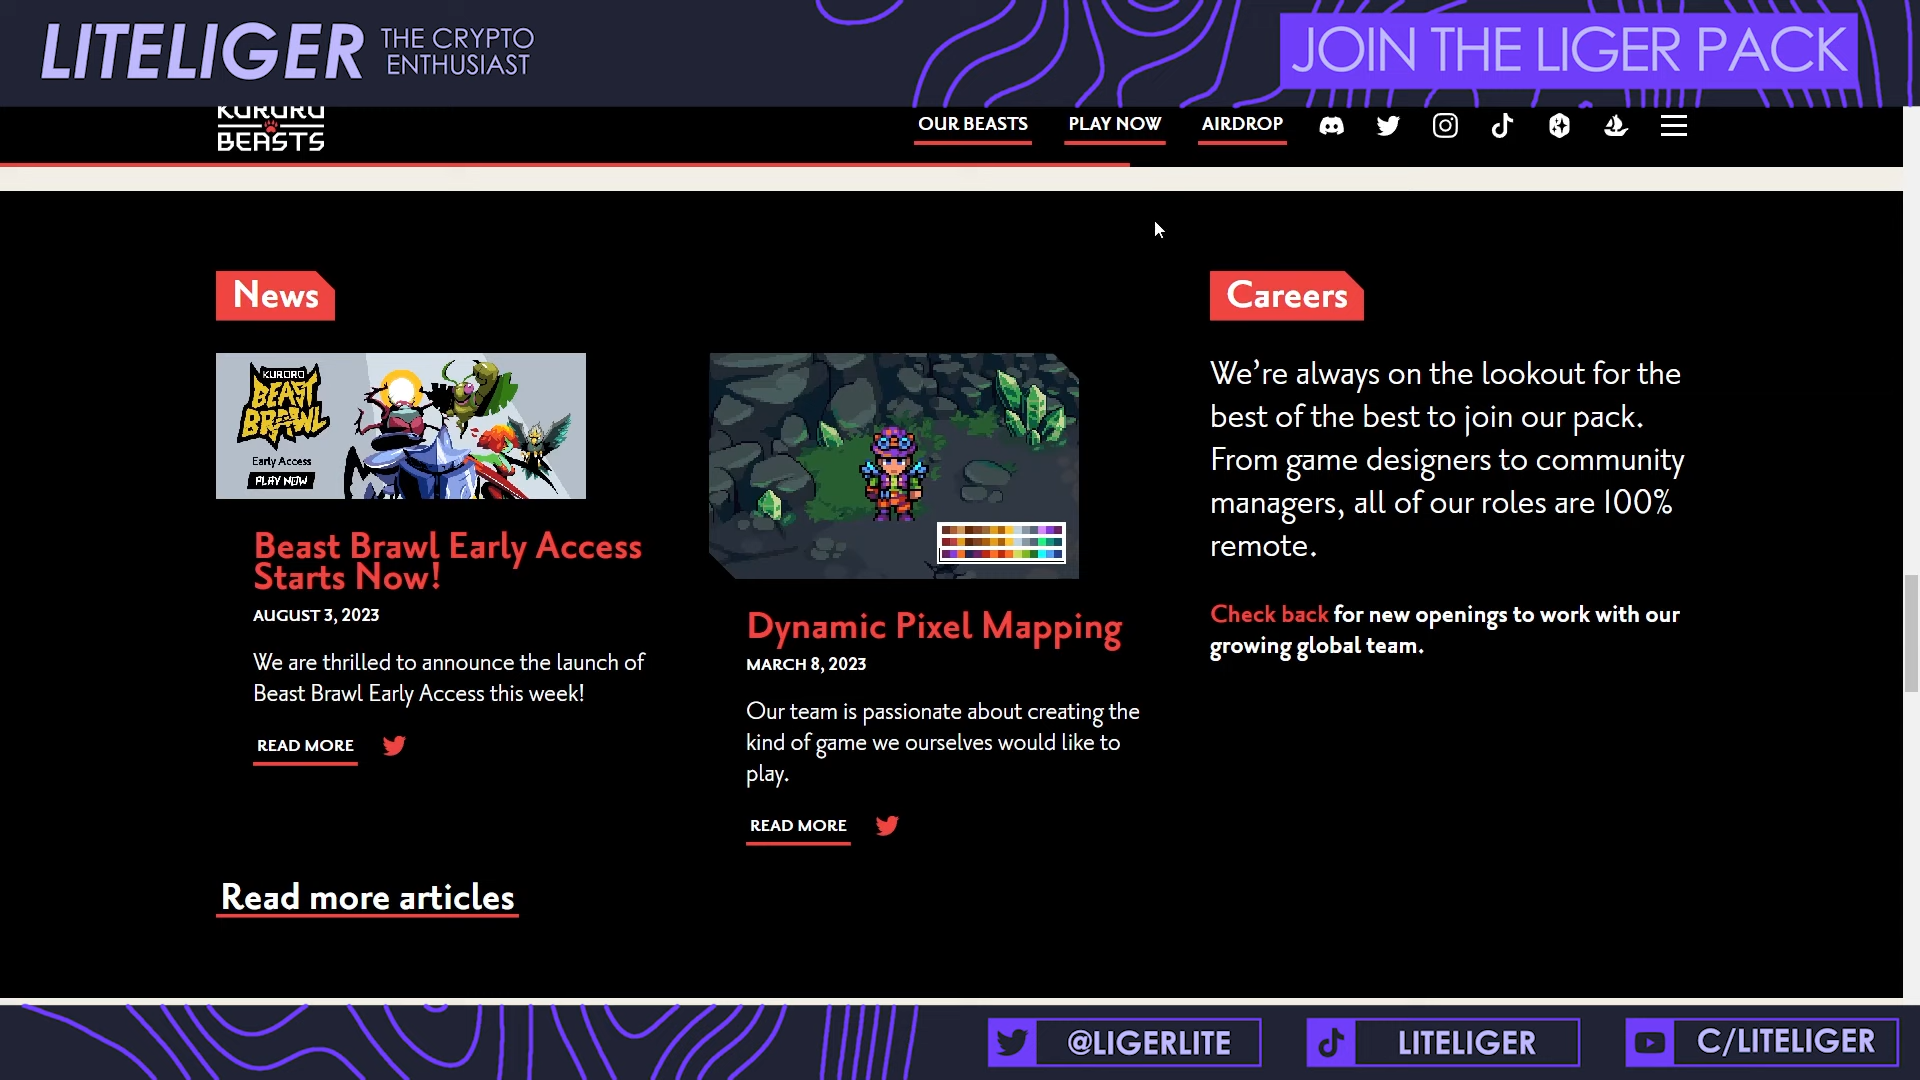 LITELIGER
THE CRYPTO
ENTHUSIAST
JOIN THE LIGER PACK
KURORO
BEASTS
OUR BEASTS
PLAY NOW
AIRDROP
News
Careers
KURORO
BEAST
BRAWL
Early Access
PLAY NOW
Beast Brawl Early Access
Starts Now!
AUGUST 3, 2023
We are thrilled to announce the launch of
Beast Brawl Early Access this week!
READ MORE
Dynamic Pixel Mapping
MARCH 8, 2023
Our team is passionate about creating the
kind of game we ourselves would like to
play.
READ MORE
We’re always on the lookout for the
best of the best to join our pack.
From game designers to community
managers, all of our roles are 100%
remote.
Check back for new openings to work with our
growing global team.
Read more articles
@LIGERLITE
LITELIGER
C/LITELIGER